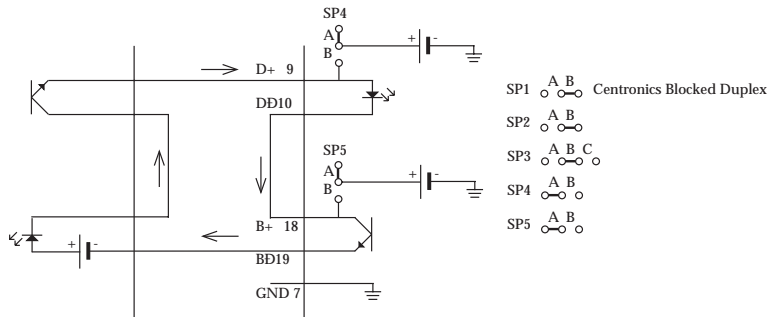 SP4
A
B
+ -
D+ 9
DĐ10
SP5
A
B
+ -
B+ 18
BĐ19
+ -
GND 7
SP1 A B Centronics Blocked Duplex
SP2 A B
SP3 A B C
SP4 A B
SP5 A B